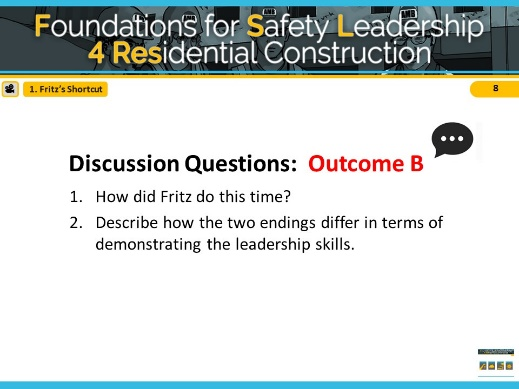 Foundations for Safety Leadership
4 Residential Construction
1. Fritz's Shortcut
8
Discussion Questions: Outcome B
1. How did Fritz do this time?
2. Describe how the two endings differ in terms of
demonstrating the leadership skills.